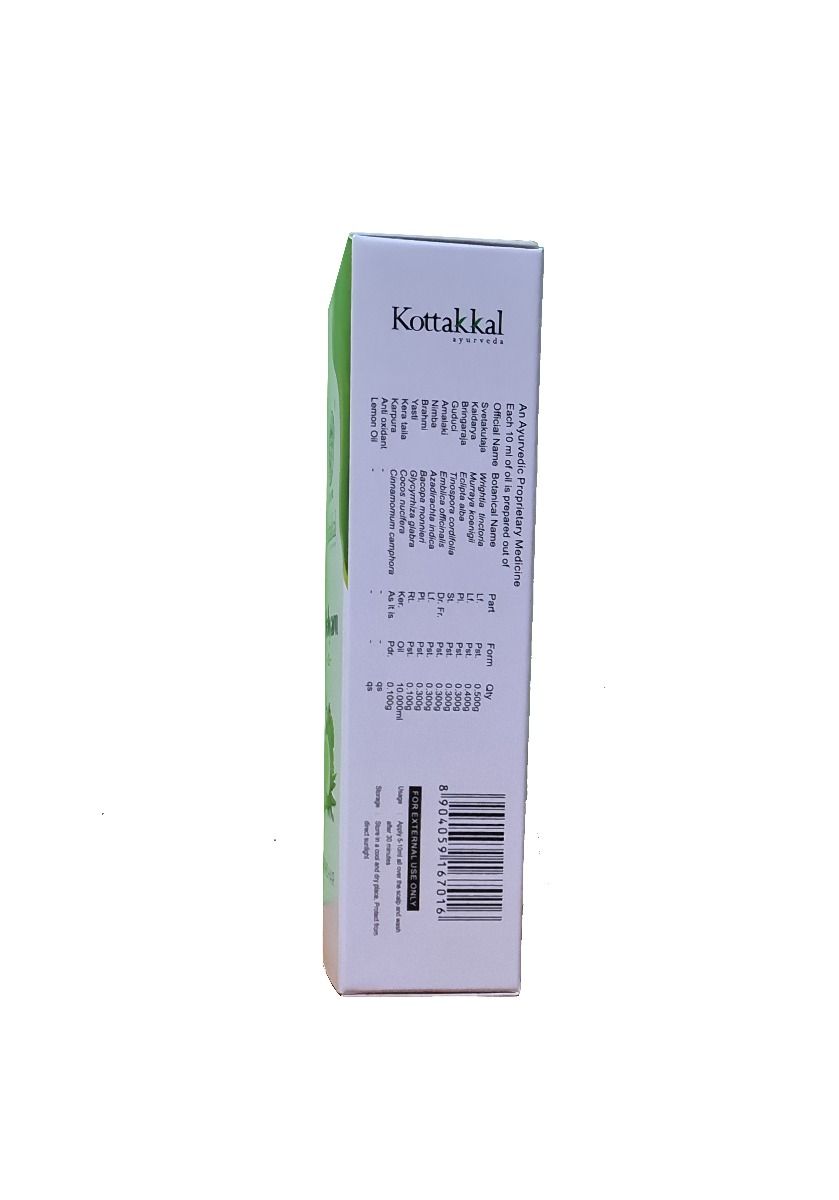 Kottakkal
ayurveda
An Ayurvedic Proprietary Medicine
Each 10 ml of oil is prepared out of
Official Name Botanical Name Part Form Qty
Svetakutaja Wrightia tinctoria Lf. Pst. 0.500g
Kaidarya Murraya koenigii Lf. Pst. 0.400g
Bringaraja Eclipta alba Pl. Pst. 0.300g
Guduci Tinospora cordifolia St. Pst. 0.300g
Amalaki Emblica officinalis Dr. Fr. Pst. 0.300g
Nimba Azadirachta indica Lf. Pst. 0.300g
Brahmi Bacopa monnieri Pl. Pst. 0.300g
Yasti Glycyrrhiza glabra Rt. Pst. 0.100g
Kera taila Cocos nucifera Ker. Oil 10.000ml
Karpura Cinnamomum camphora As it is Pdr. 0.100g
Anti oxidant - - - qs
Lemon Oil - - - qs
8 904059 167016
FOR EXTERNAL USE ONLY
Usage : Apply 5-10ml all over the scalp and wash
after 30 minutes
Storage : Store in a cool and dry place, Protect from
direct sunlight